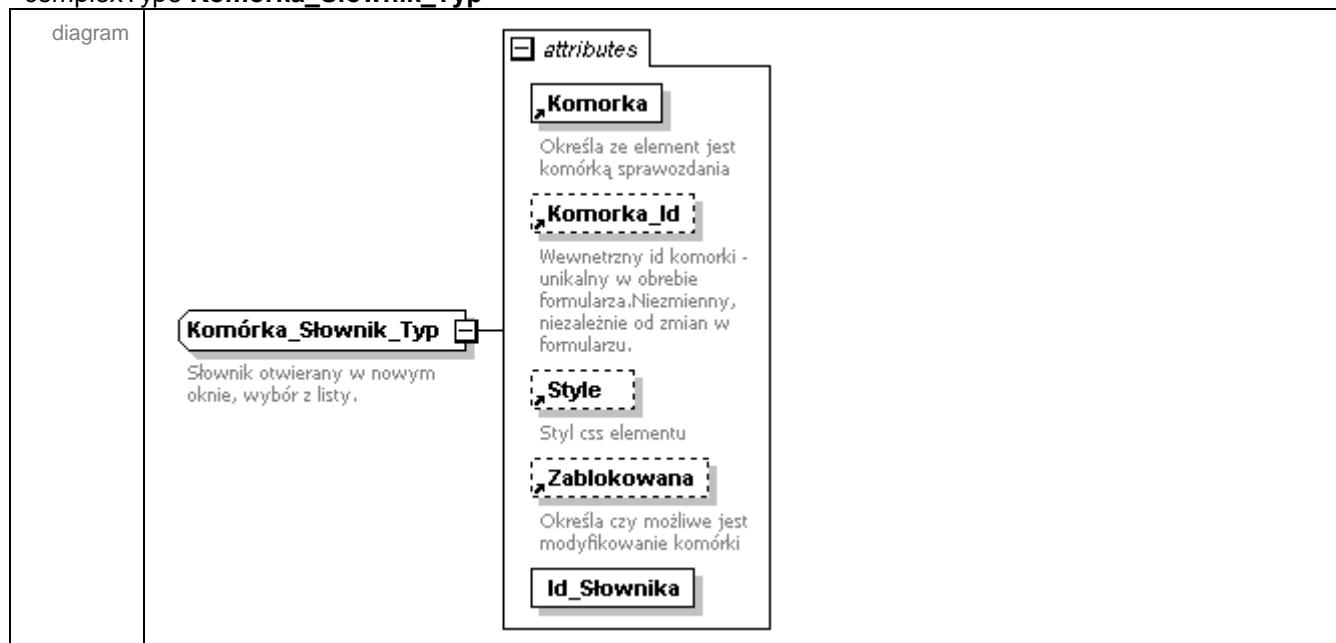 complexType Komórka_Słownik_Typ
diagram
attributes
Komorka
Określa ze element jest
komórką sprawozdania
Komorka_Id
Wewnetrzny id komorki -
unikalny w obrebie
formularza.Niezmienny,
niezależnie od zmian w
formularzu.
Komórka_Słownik_Typ
Słownik otwierany w nowym
oknie, wybór z listy.
Style
Styl css elementu
Zablokowana
Określa czy możliwe jest
modyfikowanie komórki
Id_Słownika